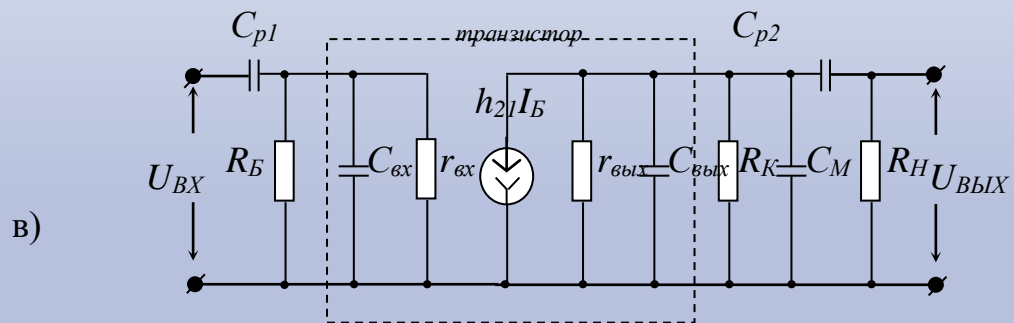 C_p1 транзистор C_p2
h_21I_Б
U_ВХ R_Б C_вх r_вх r_вых C_вых R_К C_М R_Н U_ВЫХ
в)